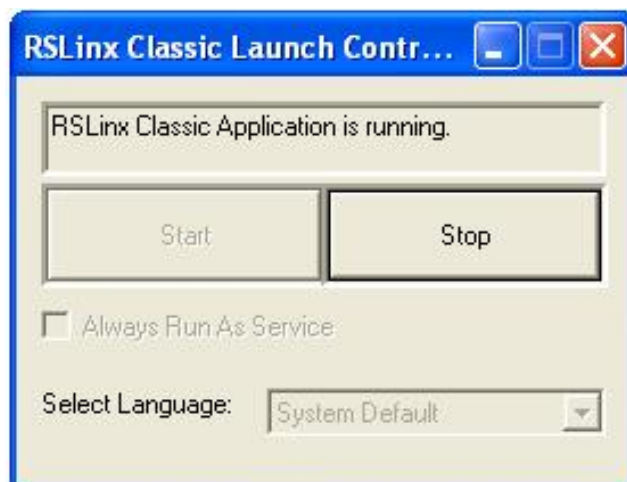 RSLinx Classic Launch Contr...
RSLinx Classic Application is running.
Start
Stop
Always Run As Service
Select Language:
System Default